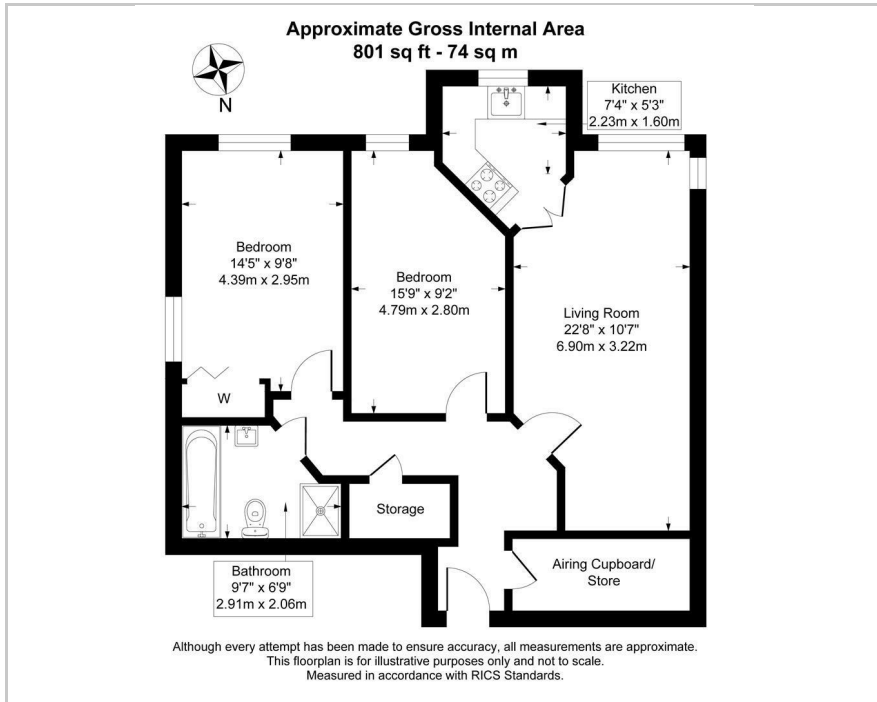 Approximate Gross Internal Area
801 sq ft - 74 sq m
N
Kitchen
7'4" x 5'3"
2.23m x 1.60m
Bedroom
14'5" x 9'8"
4.39m x 2.95m
Bedroom
15'9" x 9'2"
4.79m x 2.80m
Living Room
22'8" x 10'7"
6.90m x 3.22m
W
Storage
Airing Cupboard/
Store
Bathroom
9'7" x 6'9"
2.91m x 2.06m
Although every attempt has been made to ensure accuracy, all measurements are approximate.
This floorplan is for illustrative purposes only and not to scale.
Measured in accordance with RICS Standards.